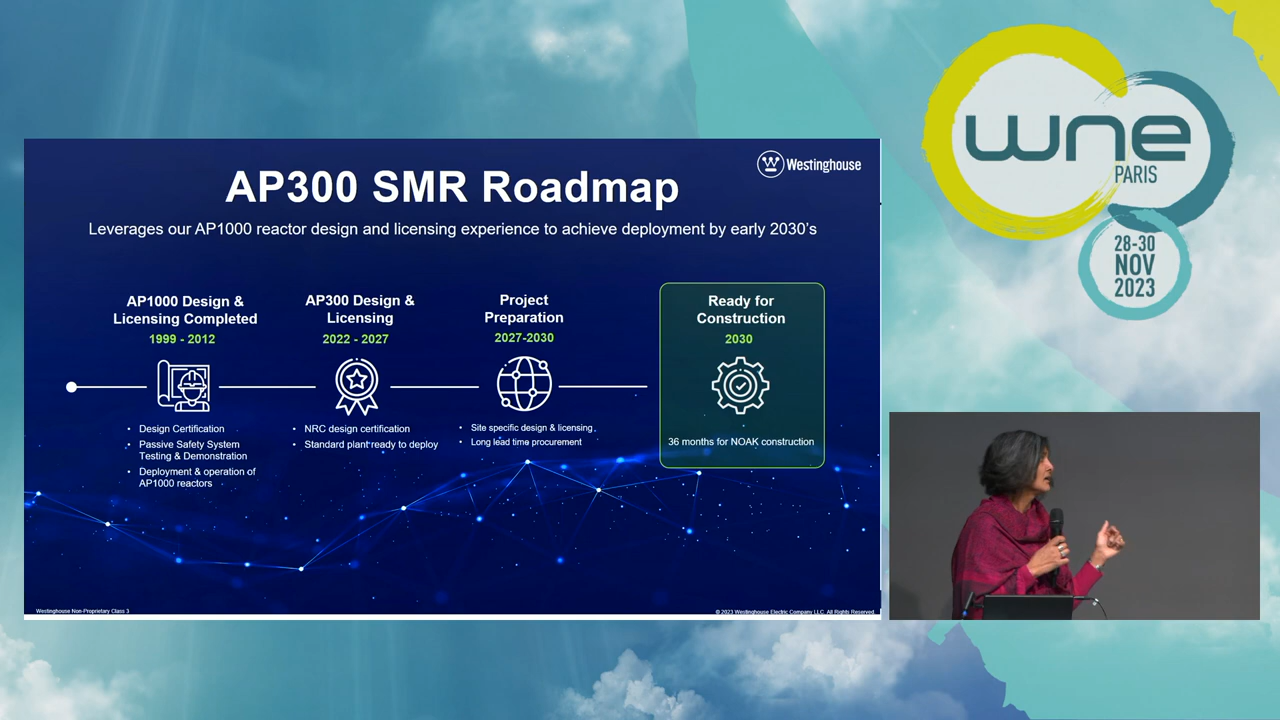 Westinghouse
AP300 SMR Roadmap
Leverages our AP1000 reactor design and licensing experience to achieve deployment by early 2030's
AP1000 Design &
Licensing Completed
1999 - 2012
• Design Certification
• Passive Safety System
Testing & Demonstration
• Deployment & operation of
AP1000 reactors
AP300 Design &
Licensing
2022 - 2027
• NRC design certification
• Standard plant ready to deploy
Project
Preparation
2027-2030
• Site specific design & licensing
• Long lead time procurement
Ready for
Construction
2030
36 months for NOAK construction
Westinghouse Non-Proprietary Class 3
© 2023 Westinghouse Electric Company LLC. All Rights Reserved.
wne
PARIS
28-30
NOV
2023